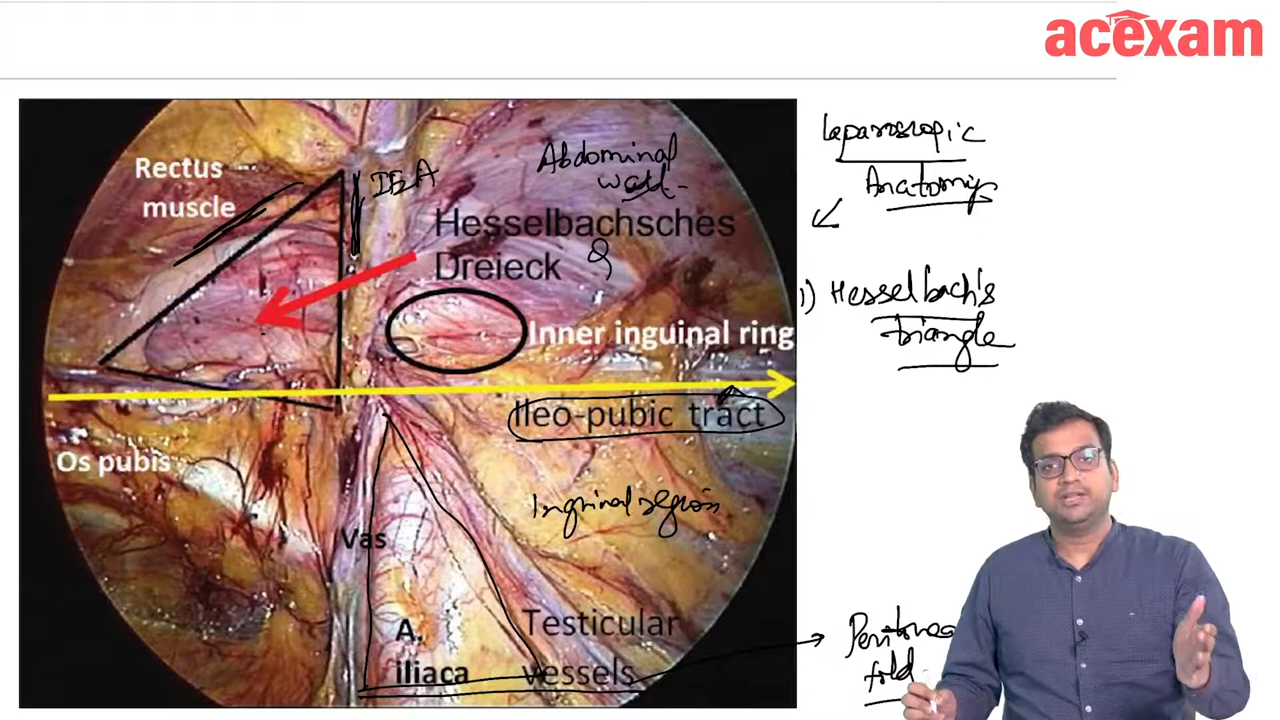 acexam
Rectus
muscle
IEA
Abdominal
wall
Hesselbachsches
Dreieck
Inner inguinal ring
Ileo-pubic tract
Os pubis
Inguinal region
Vas
A.
iliaca
Testicular
vessels
Laparoscopic
Anatomy
1) Hesselbach's
triangle
Peritonea
fold